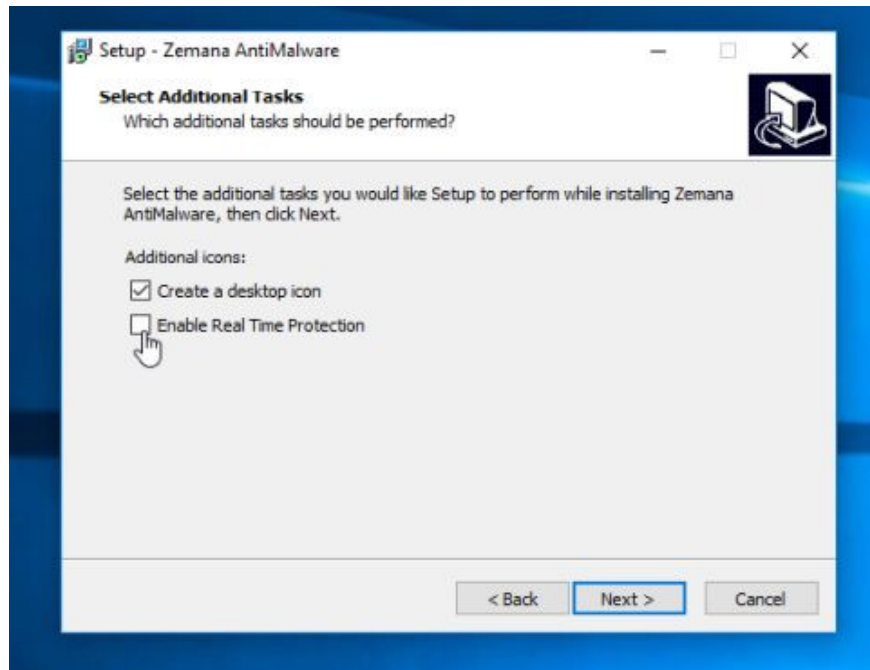 Setup - Zemana AntiMalware
Select Additional Tasks
Which additional tasks should be performed?
Select the additional tasks you would like Setup to perform while installing Zemana
AntiMalware, then click Next.
Additional icons:
Create a desktop icon
Enable Real Time Protection
< Back Next > Cancel